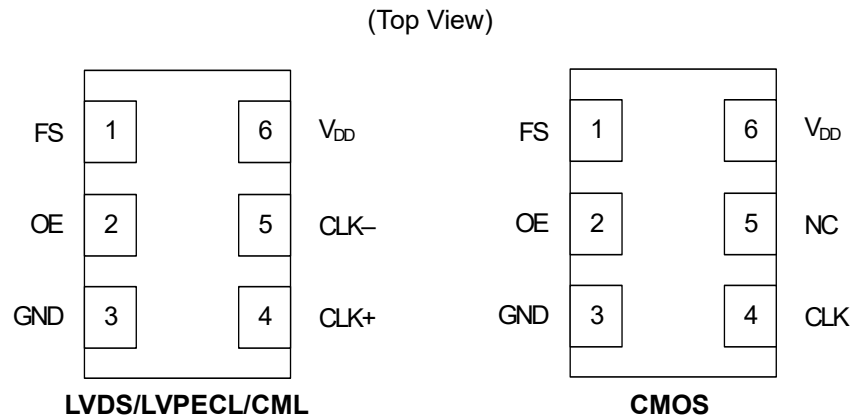 (Top View)
FS 1 6 VDD
OE 2 5 CLK–
GND 3 4 CLK+
LVDS/LVPECL/CML
FS 1 6 VDD
OE 2 5 NC
GND 3 4 CLK
CMOS